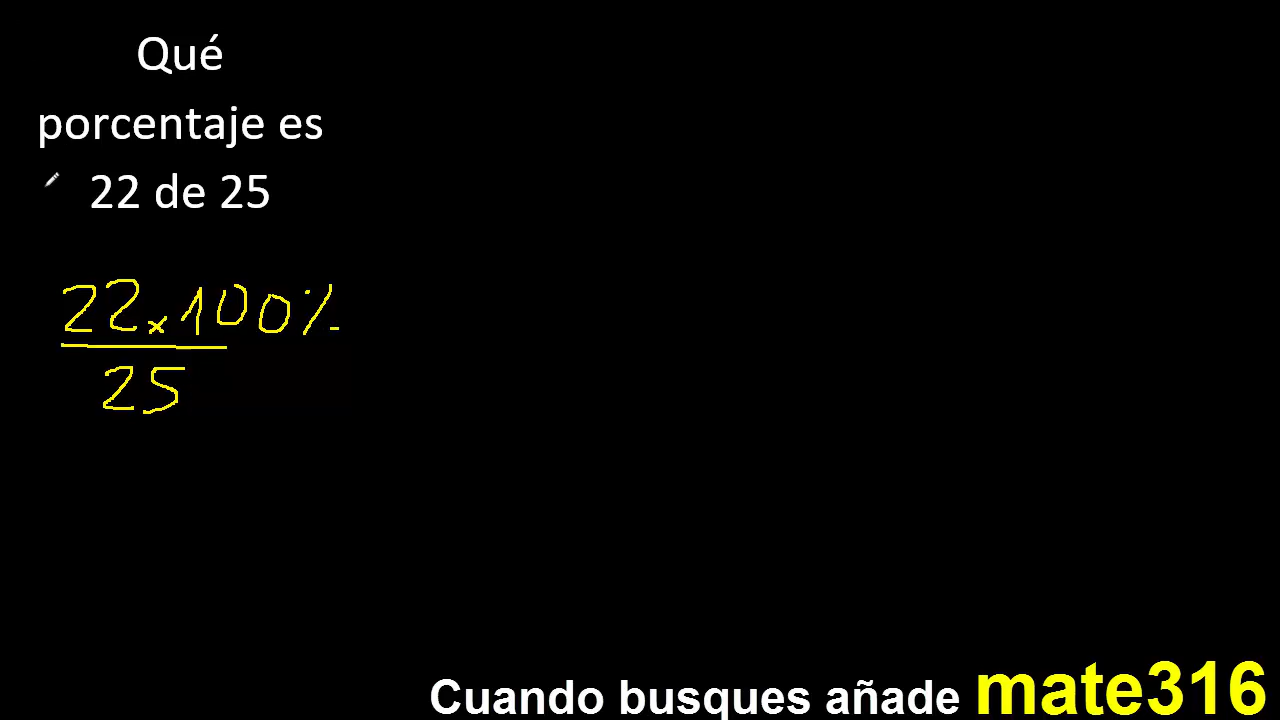 Qué
porcentaje es
22 de 25
22x100%
25
Cuando busques añade mate316